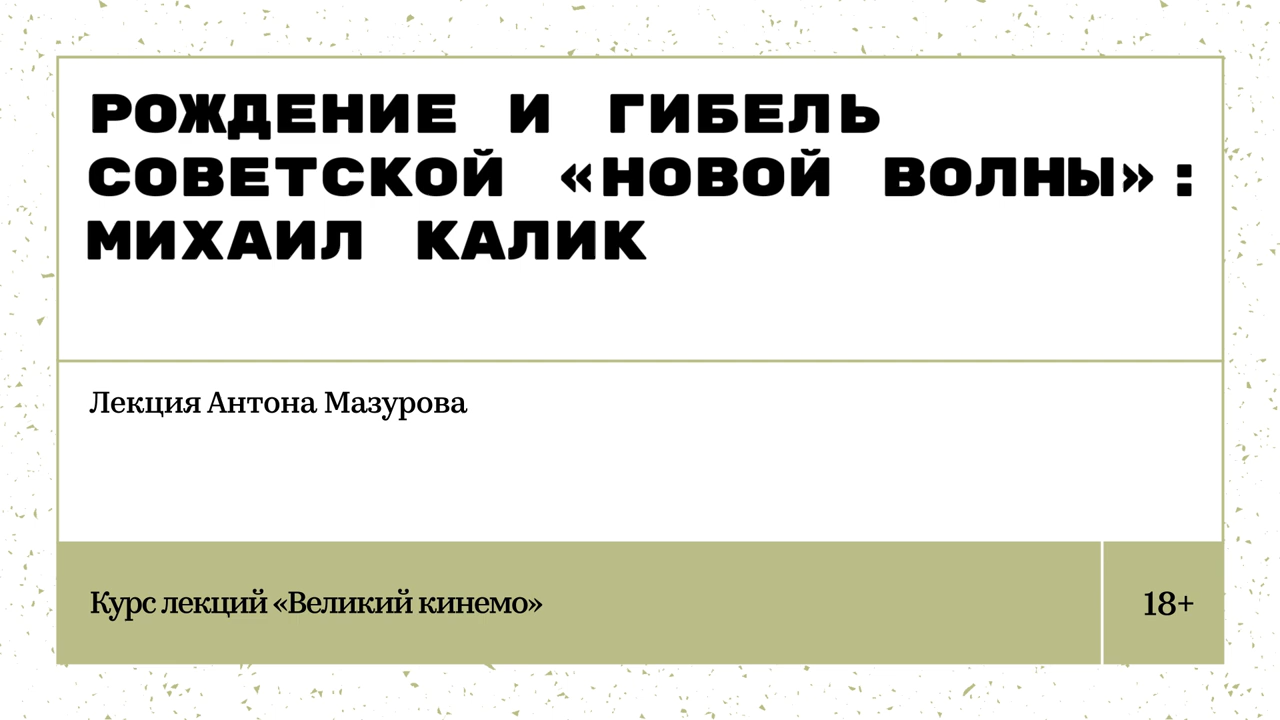 РОЖДЕНИЕ И ГИБЕЛЬ
СОВЕТСКОЙ «НОВОЙ ВОЛНЫ»:
МИХАИЛ КАЛИК
Лекция Антона Мазурова
Курс лекций «Великий кинемо»
18+